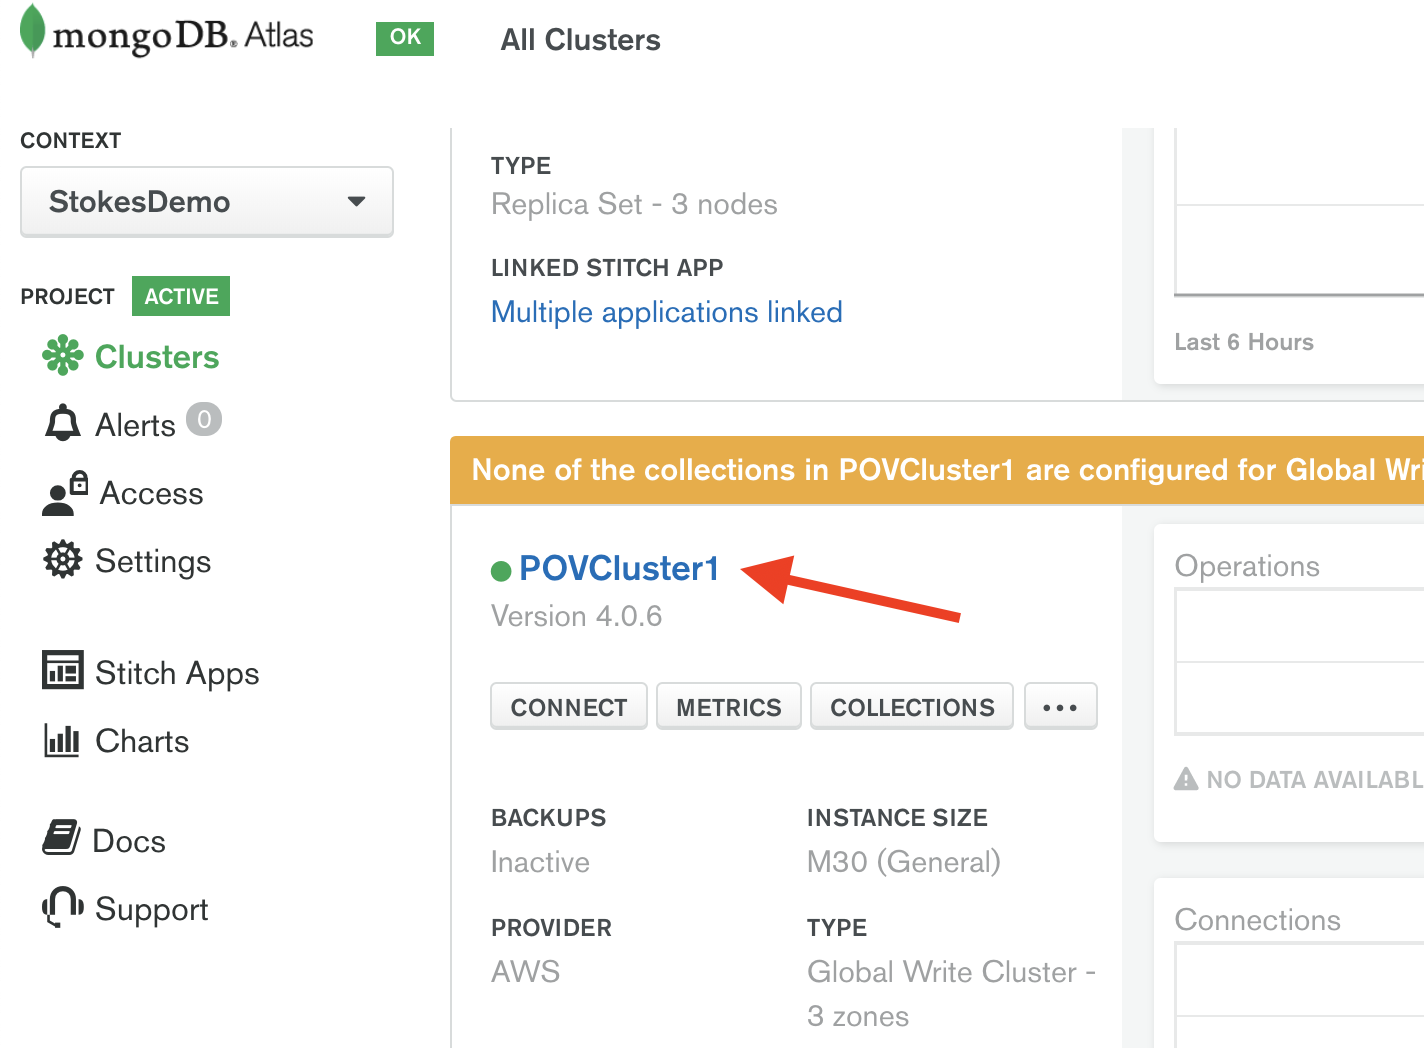 mongoDB® Atlas
OK
All Clusters
CONTEXT
StokesDemo
PROJECT
ACTIVE
Clusters
Alerts
0
Access
Settings
Stitch Apps
Charts
Docs
Support
TYPE
Replica Set - 3 nodes
LINKED STITCH APP
Multiple applications linked
Last 6 Hours
None of the collections in POVCluster1 are configured for Global Wri
POVCluster1
Version 4.0.6
CONNECT
METRICS
COLLECTIONS
BACKUPS
Inactive
INSTANCE SIZE
M30 (General)
PROVIDER
AWS
TYPE
Global Write Cluster -
3 zones
Operations
NO DATA AVAILABL
Connections